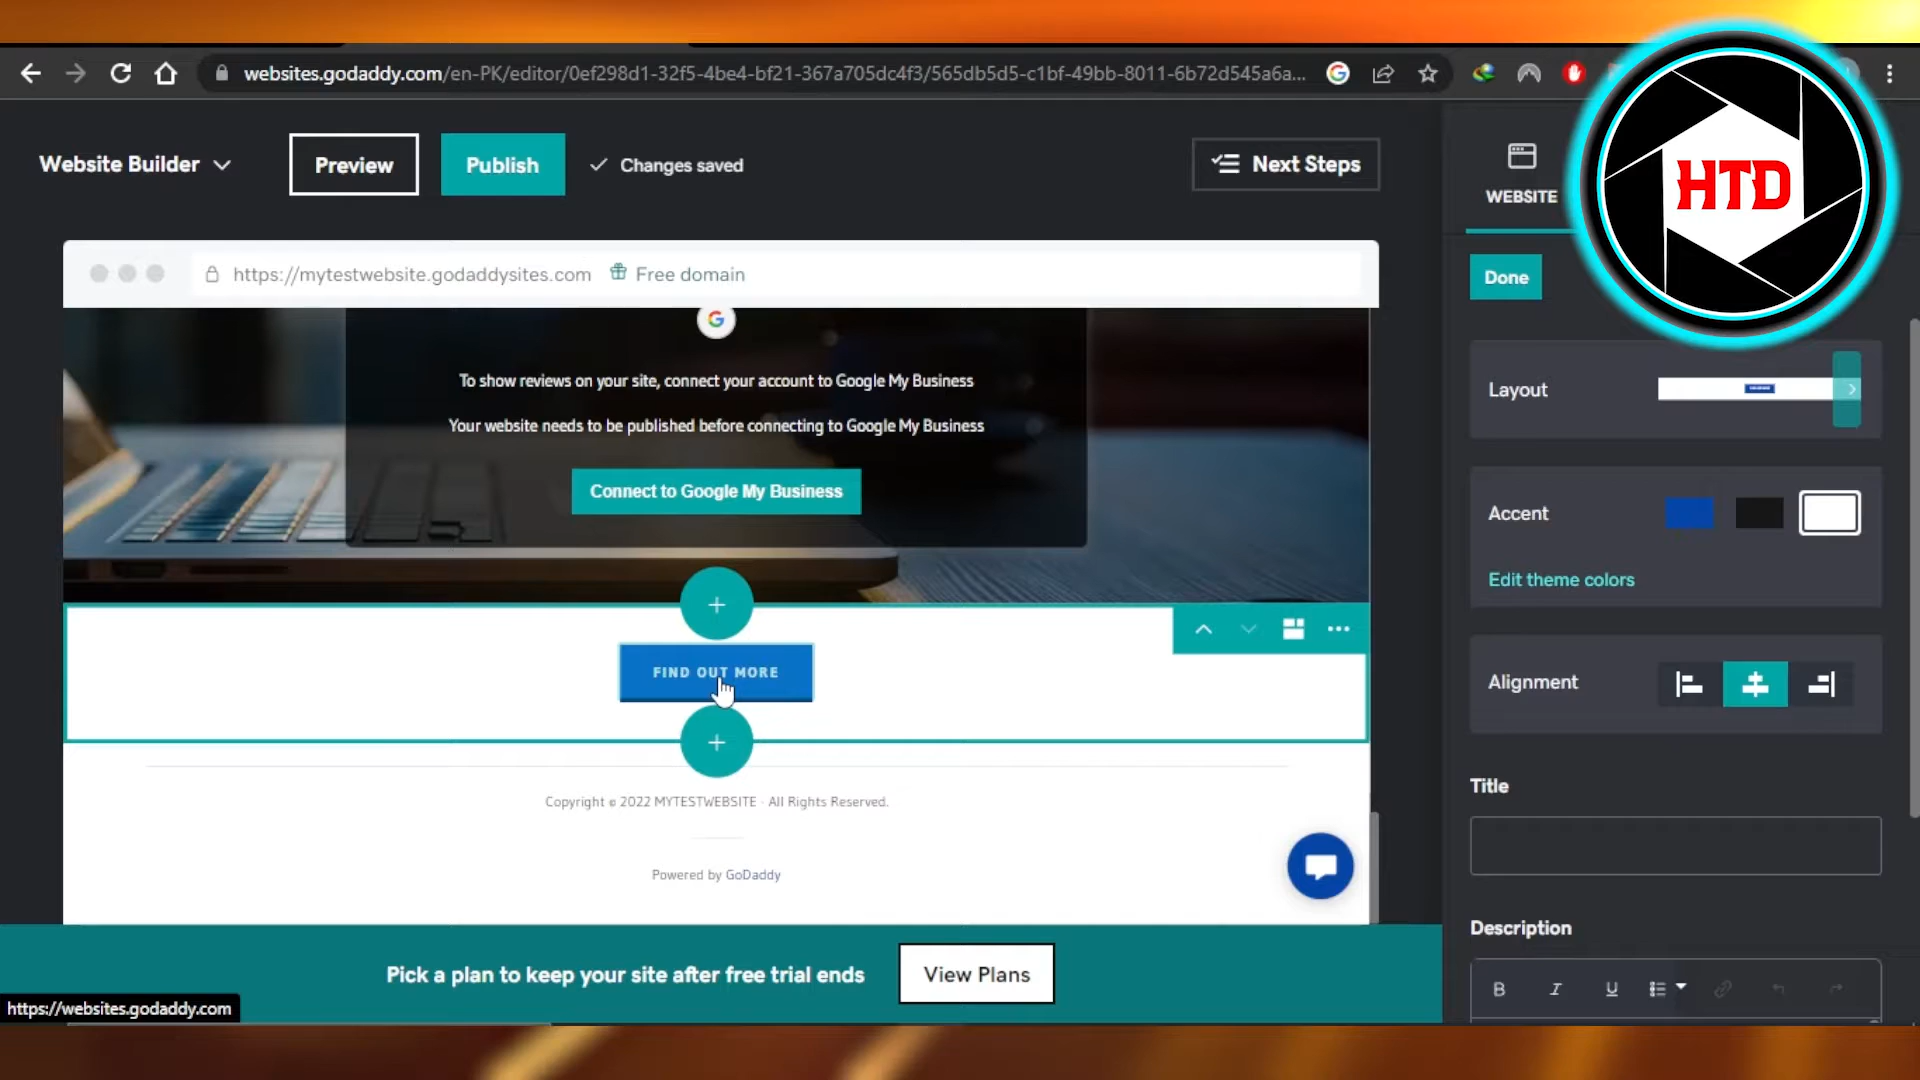 websites.godaddy.com/en-PK/editor/0ef298d1-32f5-4be4-bf21-367a705dc4f3/565db5d5-c1bf-49bb-8011-6b72d545a6a...
HTD
Website Builder
Preview
Publish
Changes saved
Next Steps
WEBSITE
https://mytestwebsite.godaddysites.com
Free domain
Done
To show reviews on your site, connect your account to Google My Business
Your website needs to be published before connecting to Google My Business
Connect to Google My Business
Layout
Accent
Edit theme colors
FIND OUT MORE
Alignment
Title
Copyright © 2022 MYTESTWEBSITE - All Rights Reserved.
Powered by GoDaddy
Description
B I U
Pick a plan to keep your site after free trial ends
View Plans
https://websites.godaddy.com